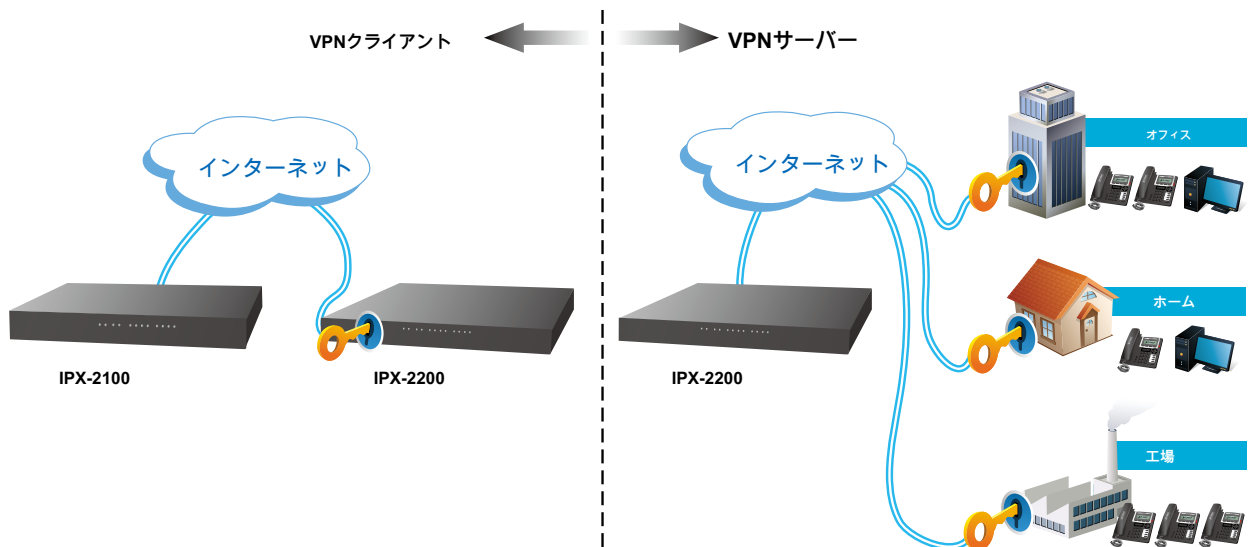 VPNクライアント
VPNサーバー
インターネット
インターネット
オフィス
ホーム
IPX-2100
IPX-2200
IPX-2200
工場